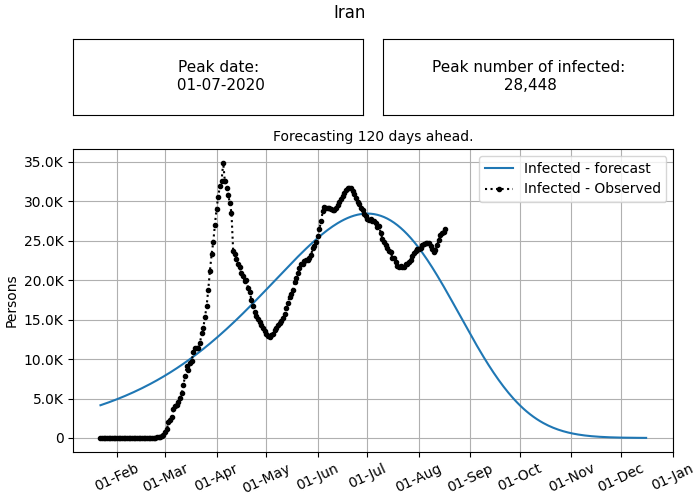 Iran
Peak date:
01-07-2020
Peak number of infected:
28,448
Forecasting 120 days ahead.
Infected - forecast
Infected - Observed
Persons
35.0K
30.0K
25.0K
20.0K
15.0K
10.0K
5.0K
0
01-Feb
01-Mar
01-Apr
01-May
01-Jun
01-Jul
01-Aug
01-Sep
01-Oct
01-Nov
01-Dec
01-Jan